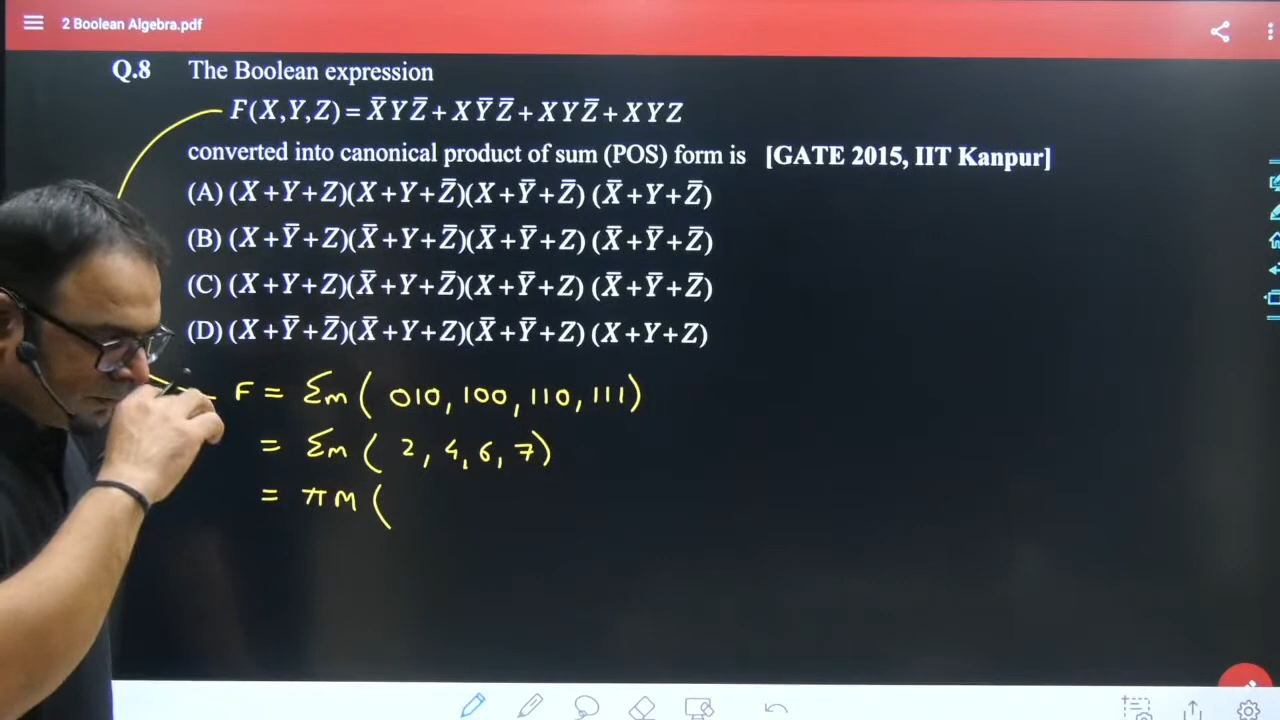 2 Boolean Algebra.pdf
Q.8 The Boolean expression
F(X,Y,Z) = X̄YZ̄ + XȲZ̄ + XYZ̄ + XYZ
converted into canonical product of sum (POS) form is [GATE 2015, IIT Kanpur]
(A) (X+Y+Z)(X+Y+Z̄)(X+Ȳ+Z̄) (X̄+Y+Z̄)
(B) (X+Ȳ+Z)(X̄+Y+Z̄)(X̄+Ȳ+Z) (X̄+Ȳ+Z̄)
(C) (X+Y+Z)(X̄+Y+Z̄)(X+Ȳ+Z) (X̄+Ȳ+Z̄)
(D) (X+Ȳ+Z̄)(X̄+Y+Z)(X̄+Ȳ+Z) (X+Y+Z)
F = Σm ( 010, 100, 110, 111)
= Σm ( 2, 4, 6, 7)
= πM (